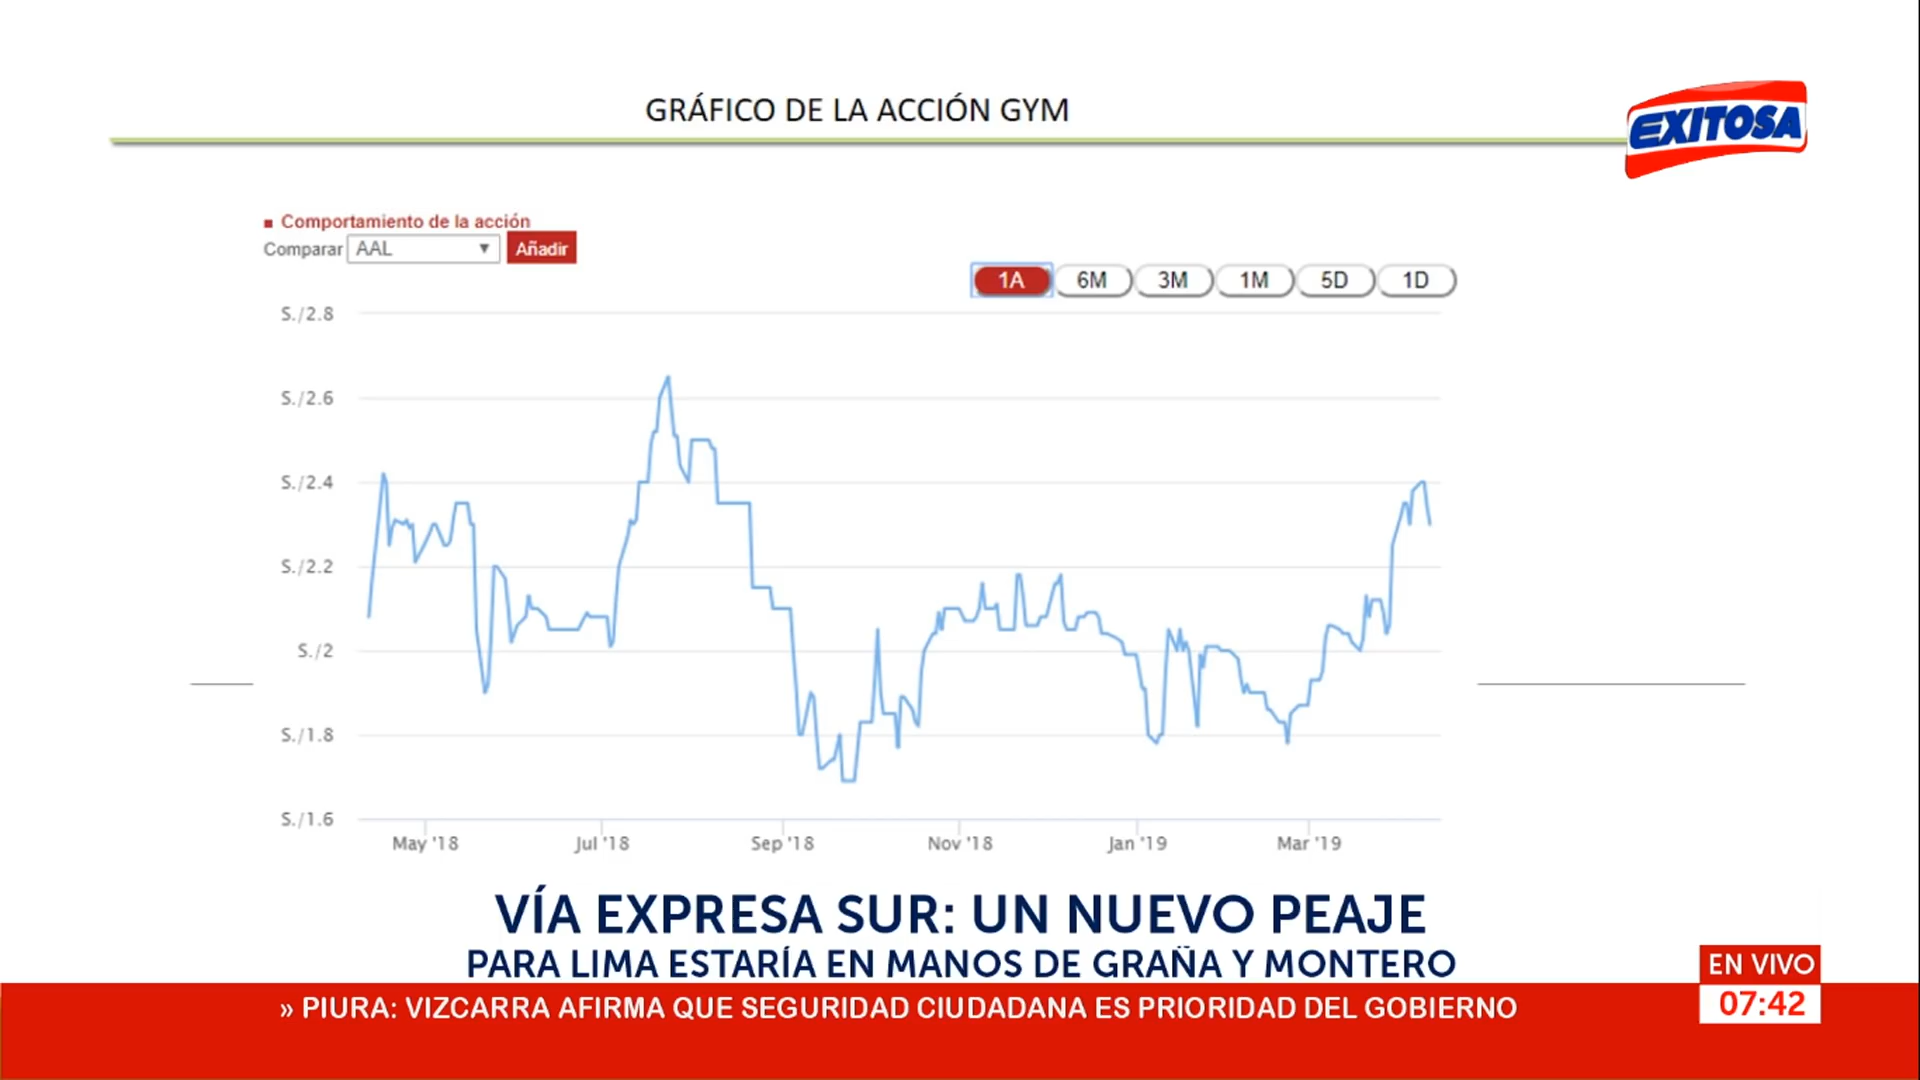 GRÁFICO DE LA ACCIÓN GYM
EXITOSA
Comportamiento de la acción
Comparar AAL ▼ Añadir
1A 6M 3M 1M 5D 1D
S./2.8
S./2.6
S./2.4
S./2.2
S./2
S./1.8
S./1.6
May '18 Jul '18 Sep '18 Nov '18 Jan '19 Mar '19
VÍA EXPRESA SUR: UN NUEVO PEAJE
PARA LIMA ESTARÍA EN MANOS DE GRAÑA Y MONTERO
EN VIVO
» PIURA: VIZCARRA AFIRMA QUE SEGURIDAD CIUDADANA ES PRIORIDAD DEL GOBIERNO
07:42